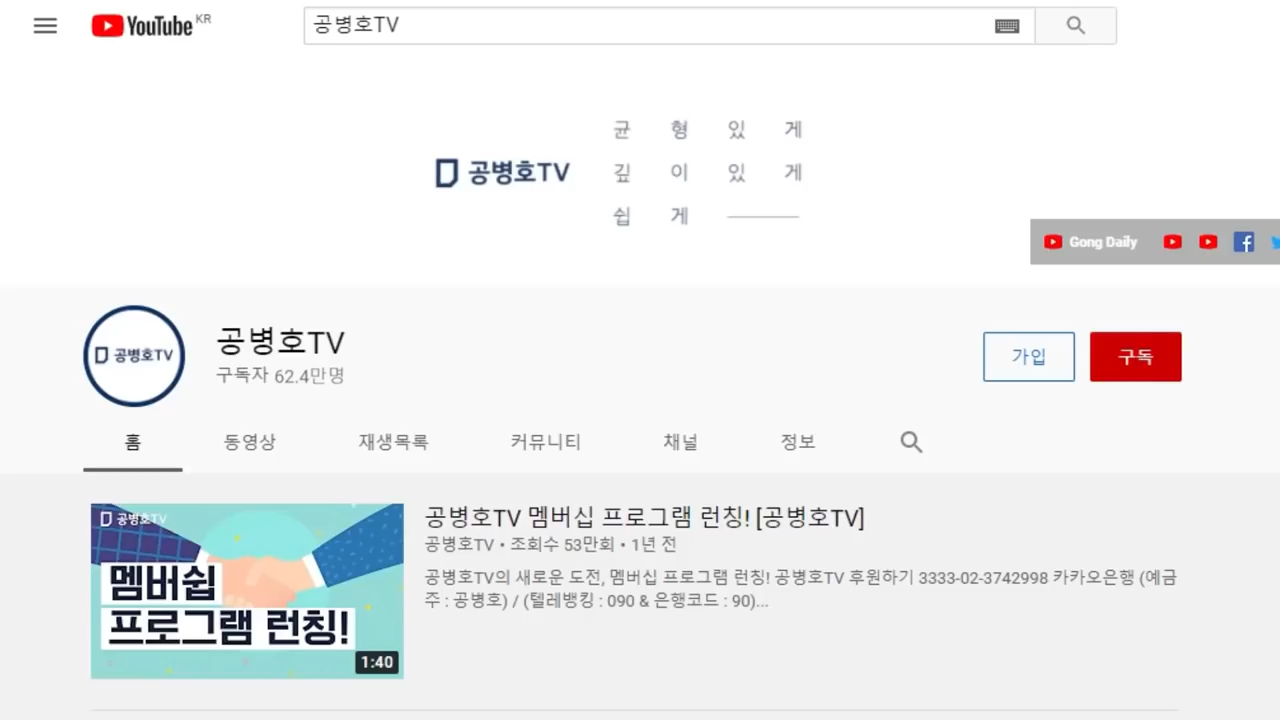 YouTube KR
공병호TV
균 형 있 게
공병호TV
깊 이 있 게
쉽 게
Gong Daily
공병호TV
공병호TV
구독자 62.4만명
가입
구독
홈 동영상 재생목록 커뮤니티 채널 정보
공병호TV
멤버쉽
프로그램 런칭!
1:40
공병호TV 멤버십 프로그램 런칭! [공병호TV]
공병호TV • 조회수 53만회 • 1년 전
공병호TV의 새로운 도전, 멤버십 프로그램 런칭! 공병호TV 후원하기 3333-02-3742998 카카오은행 (예금
주 : 공병호) / (텔레뱅킹 : 090 & 은행코드 : 90)...